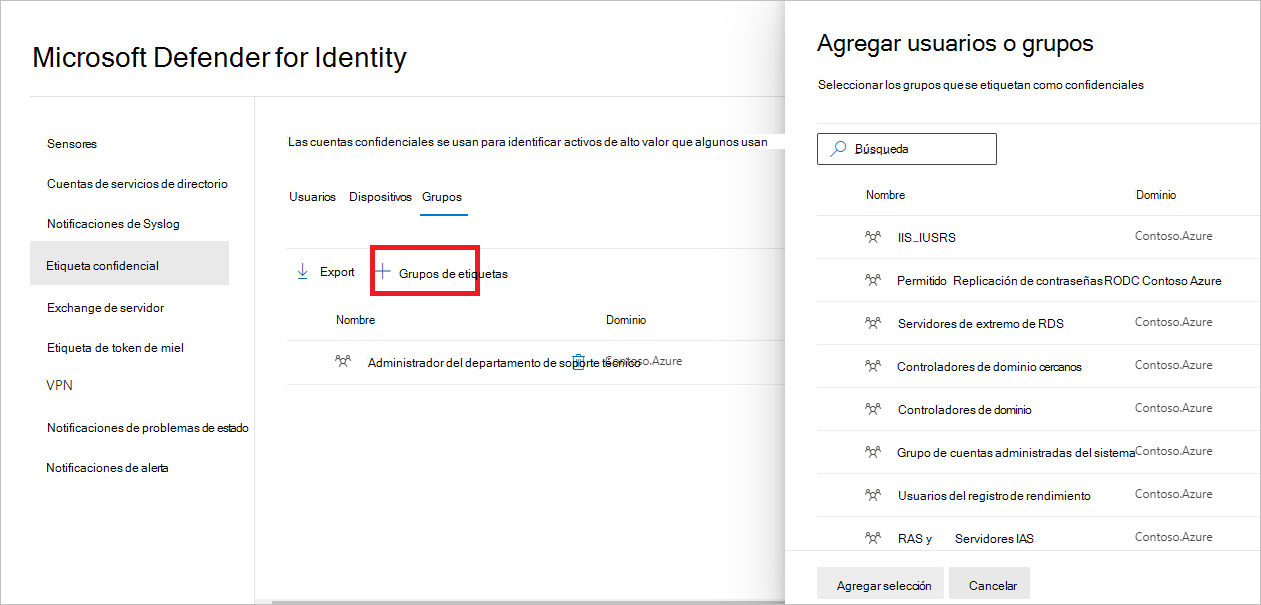 Microsoft Defender for Identity
Sensores
Cuentas de servicios de directorio
Notificaciones de Syslog
Etiqueta confidencial
Exchange de servidor
Etiqueta de token de miel
VPN
Notificaciones de problemas de estado
Notificaciones de alerta
Las cuentas confidenciales se usan para identificar activos de alto valor que algunos usan
Usuarios Dispositivos Grupos
Export Grupos de etiquetas
Nombre Dominio
Administrador del departamento de soporte técnico Contoso.Azure
Agregar usuarios o grupos
Seleccionar los grupos que se etiquetan como confidenciales
Búsqueda
Nombre Dominio
IIS_IUSRS Contoso.Azure
Permitido Replicación de contraseñas RODC Contoso Azure
Servidores de extremo de RDS Contoso.Azure
Controladores de dominio cercanos Contoso.Azure
Controladores de dominio Contoso.Azure
Grupo de cuentas administradas del sistema Contoso.Azure
Usuarios del registro de rendimiento Contoso.Azure
RAS y Servidores IAS Contoso.Azure
Agregar selección Cancelar